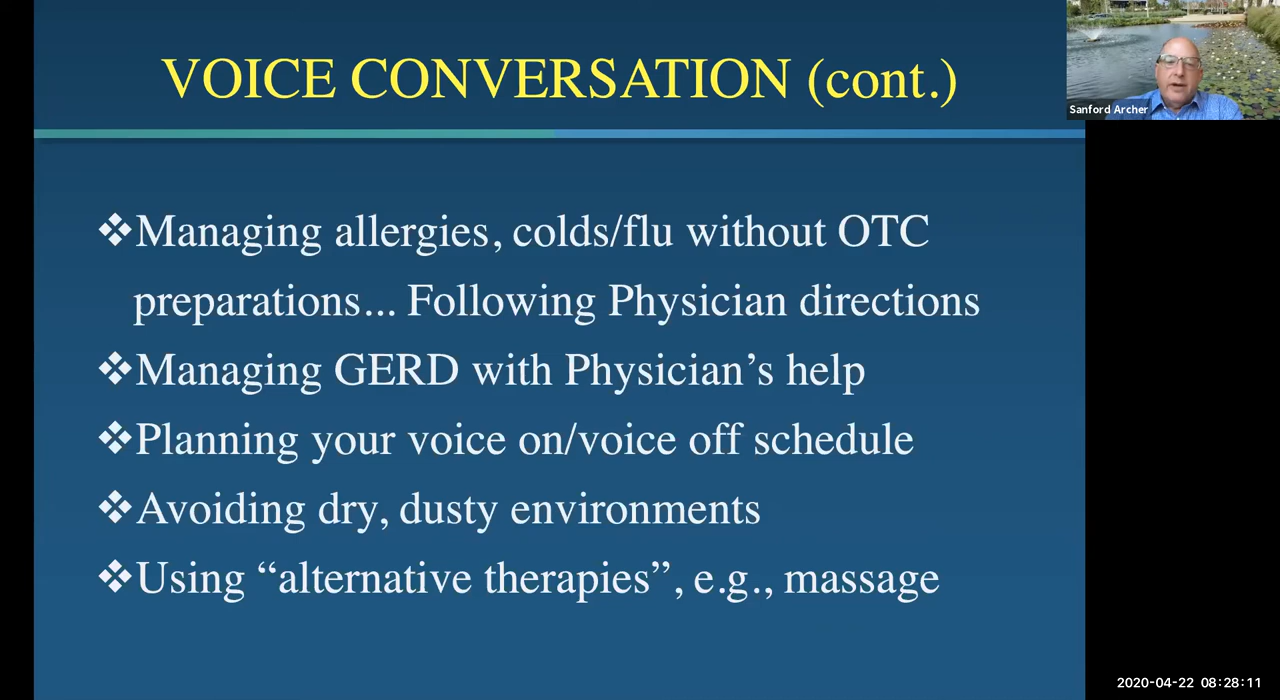 VOICE CONVERSATION (cont.)
Sanford Archer
❖Managing allergies, colds/flu without OTC
preparations... Following Physician directions
❖Managing GERD with Physician’s help
❖Planning your voice on/voice off schedule
❖Avoiding dry, dusty environments
❖Using “alternative therapies”, e.g., massage
2020-04-22 08:28:11